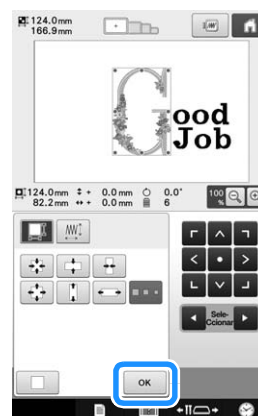 124.0mm
166.9mm
Good
Job
124.0mm + 0.0mm 0.0°
82.2mm + 0.0mm 6
100 %
Sele-
Ccionar
OK